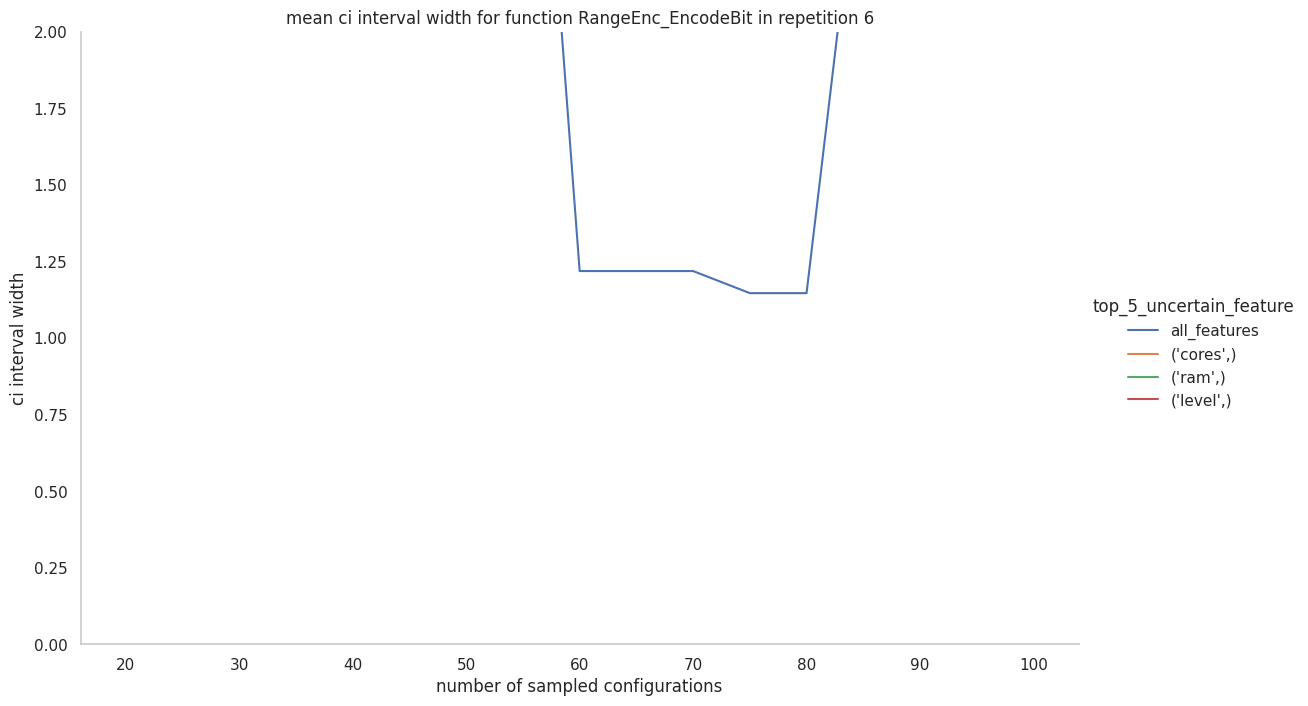 mean ci interval width for function RangeEnc_EncodeBit in repetition 6
2.00
1.75
1.50
1.25
1.00
0.75
0.50
0.25
0.00
ci interval width
20 30 40 50 60 70 80 90 100
number of sampled configurations
top_5_uncertain_feature
all_features
('cores',)
('ram',)
('level',)